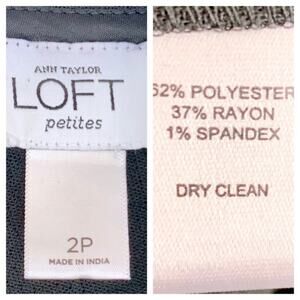 ANN TAYLOR
LOFT
petites
2P
MADE IN INDIA
62% POLYESTER
37% RAYON
1% SPANDEX
DRY CLEAN